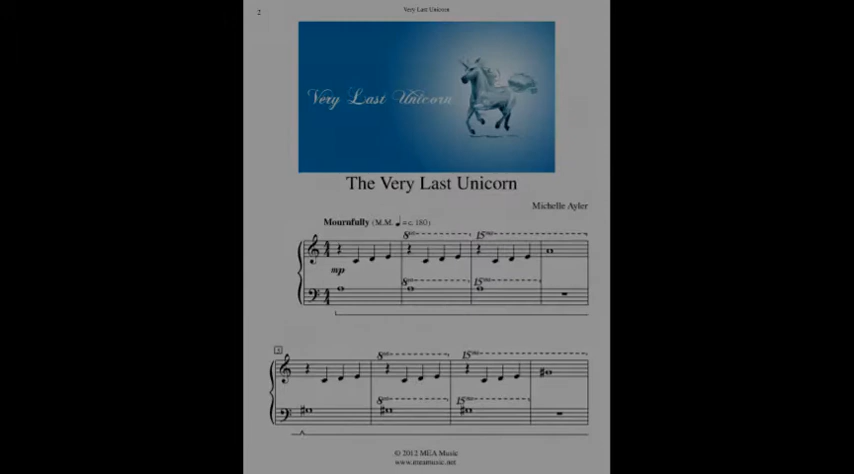 2
Very Last Unicorn
Very Last Unicorn
The Very Last Unicorn
Michelle Ayler
Mournfully (M.M. ♩=c. 180)
8va
15ma
mp
8va
15ma
5
8va
15ma
8va
15ma
© 2012 MEA Music
www.meamusic.net